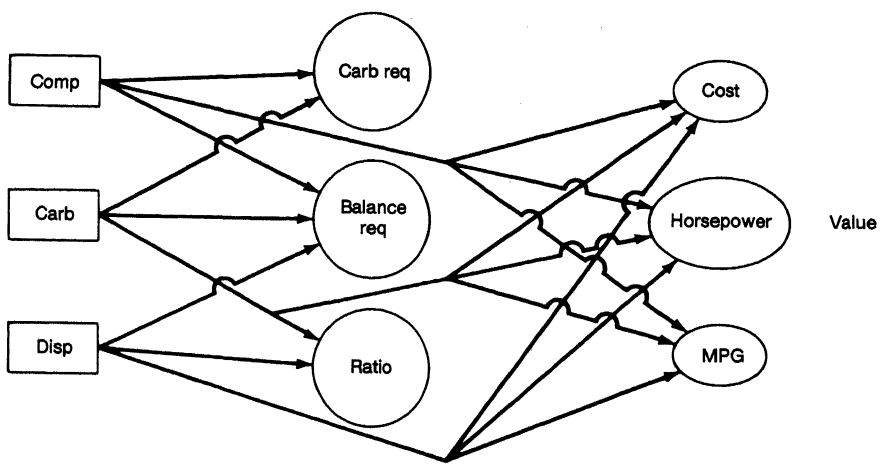 Comp
Carb req
Cost
Carb
Balance
req
Horsepower
Value
Disp
Ratio
MPG